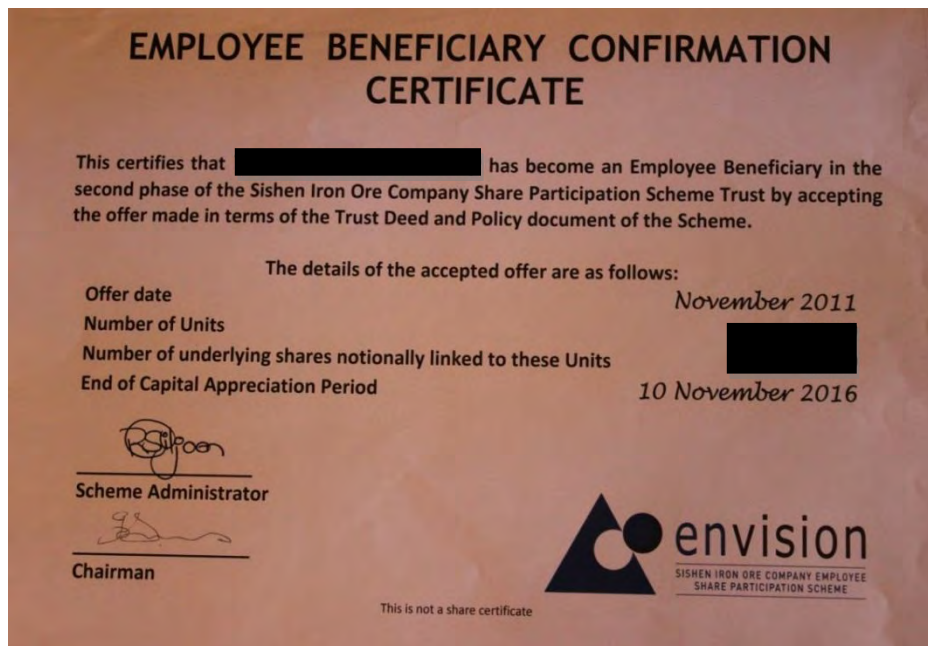 EMPLOYEE BENEFICIARY CONFIRMATION
CERTIFICATE
This certifies that has become an Employee Beneficiary in the
second phase of the Sishen Iron Ore Company Share Participation Scheme Trust by accepting
the offer made in terms of the Trust Deed and Policy document of the Scheme.
The details of the accepted offer are as follows:
Offer date November 2011
Number of Units
Number of underlying shares notionally linked to these Units
End of Capital Appreciation Period 10 November 2016
Scheme Administrator
Chairman
envision
SISHEN IRON ORE COMPANY EMPLOYEE
SHARE PARTICIPATION SCHEME
This is not a share certificate